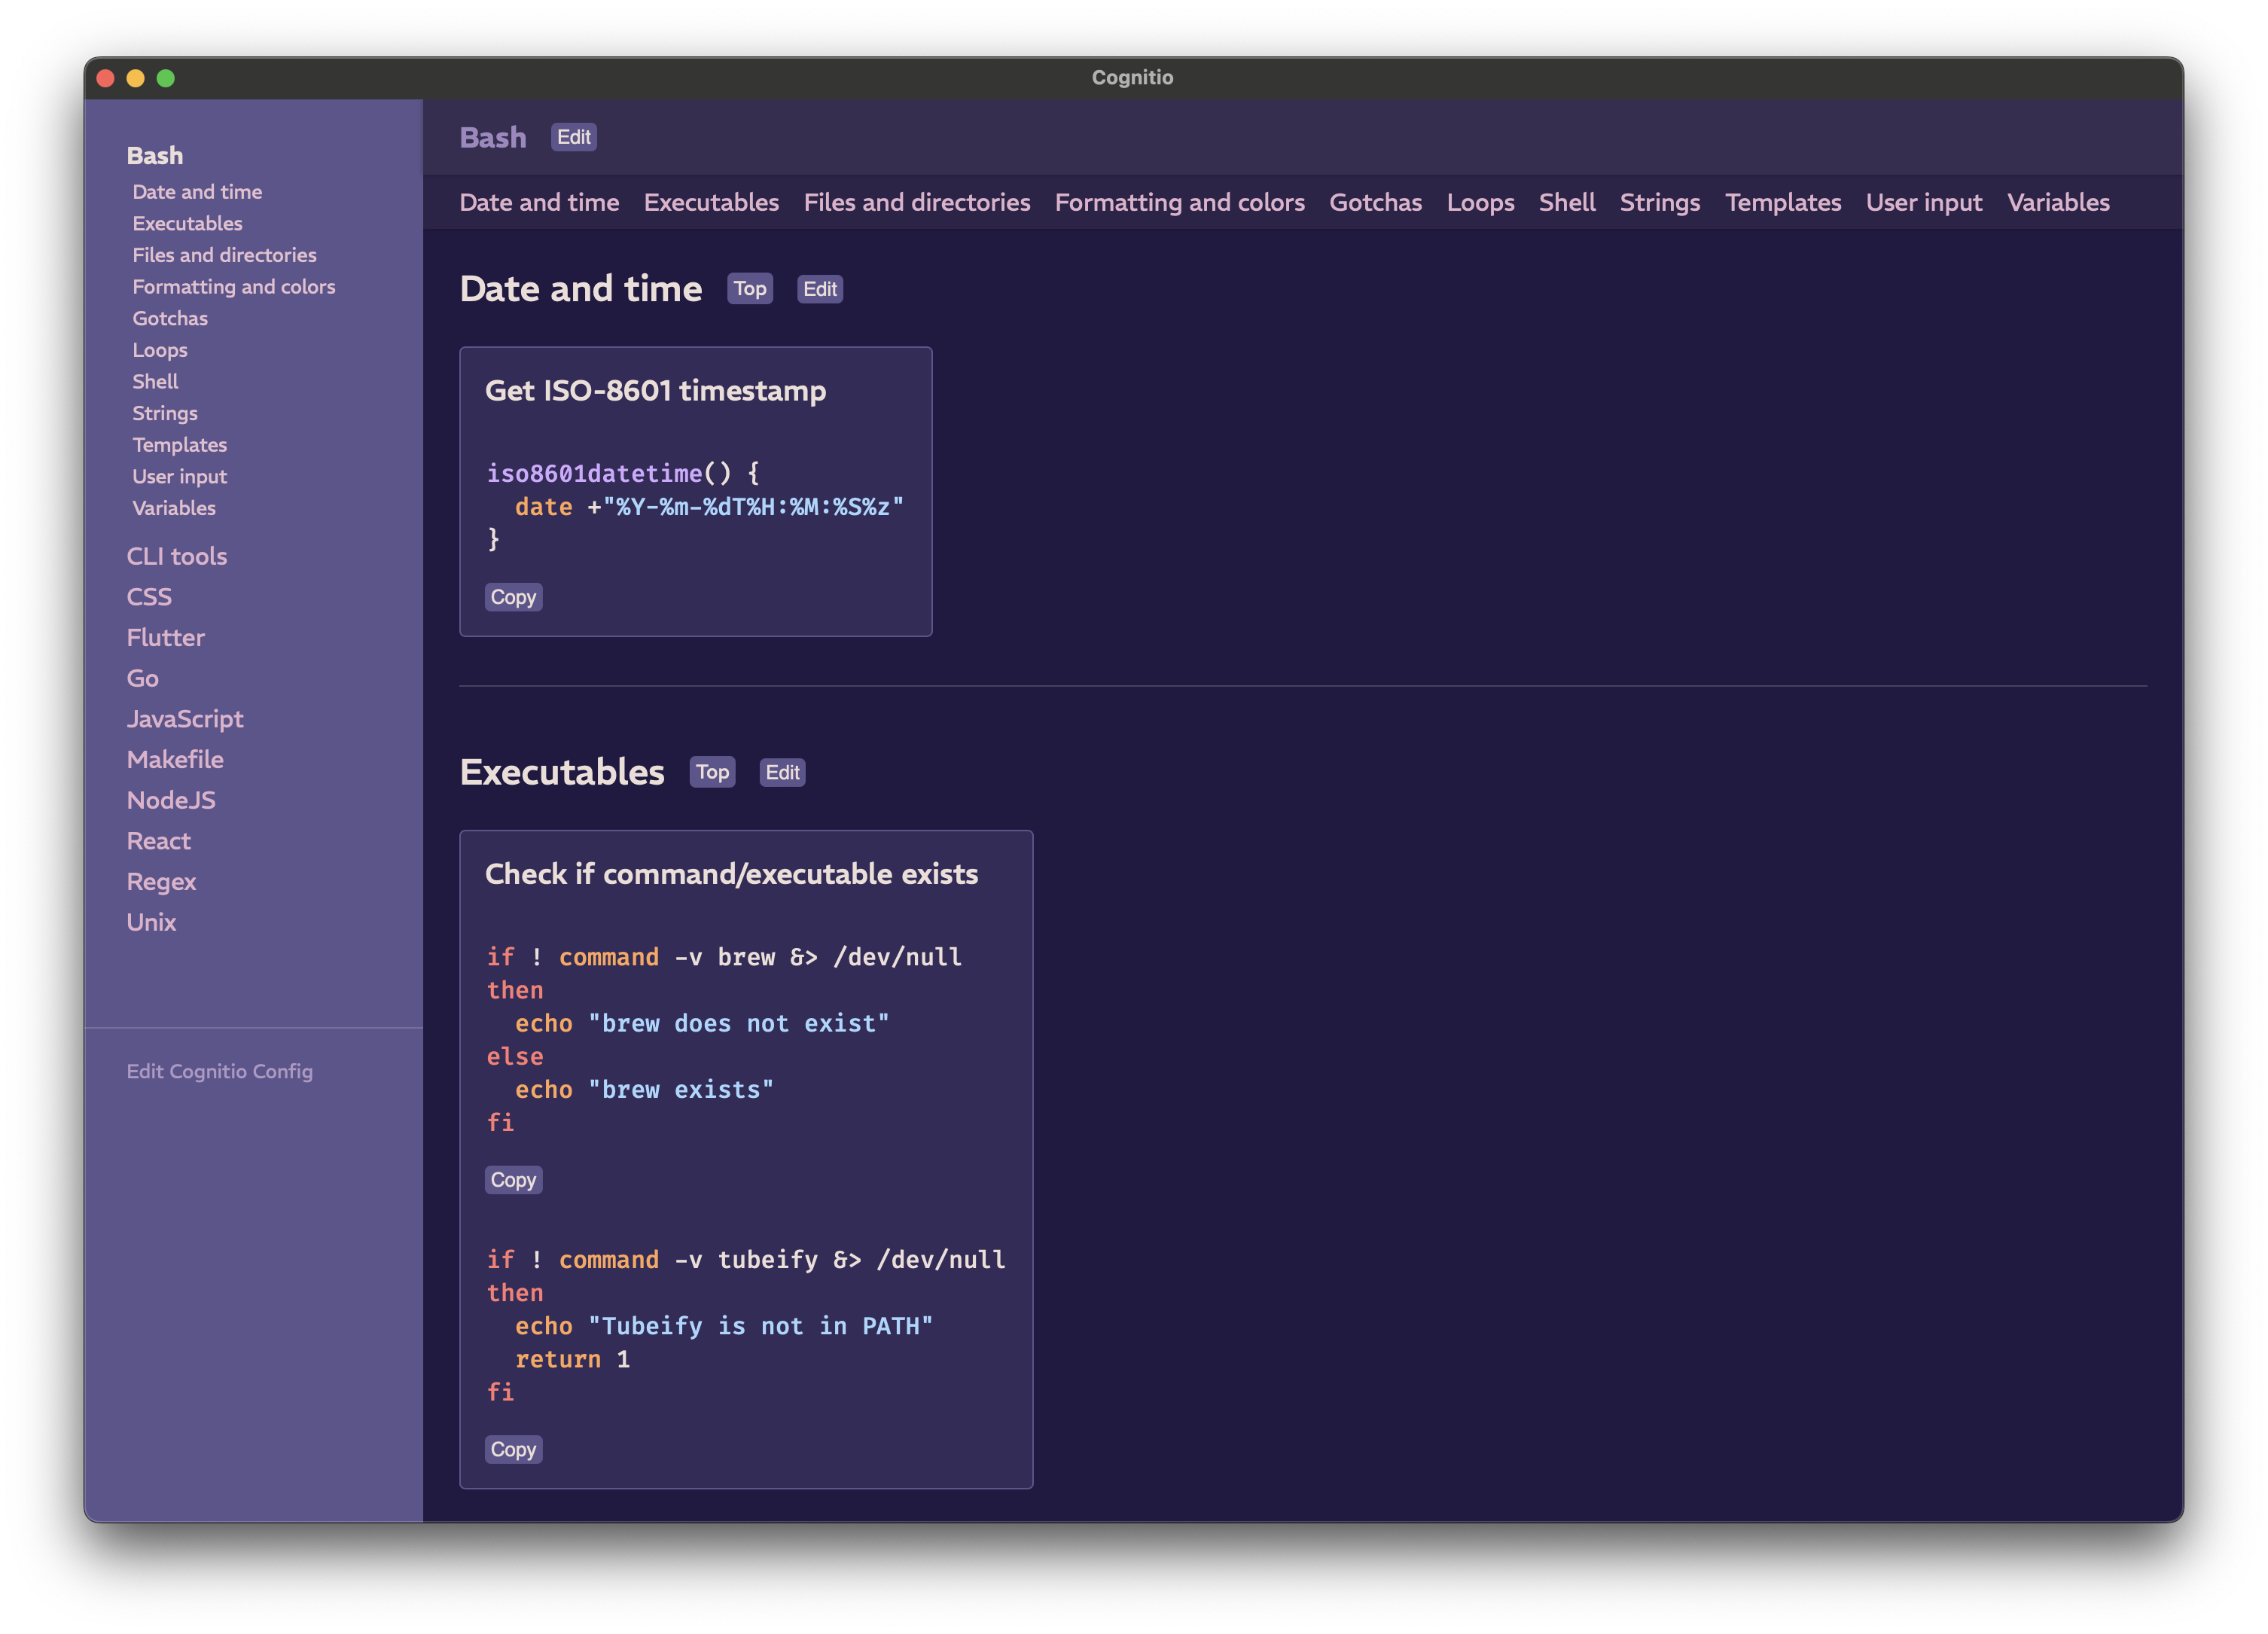 Cognitio
Bash
Date and time
Executables
Files and directories
Formatting and colors
Gotchas
Loops
Shell
Strings
Templates
User input
Variables
CLI tools
CSS
Flutter
Go
JavaScript
Makefile
NodeJS
React
Regex
Unix
Edit Cognitio Config
Bash Edit
Date and time Executables Files and directories Formatting and colors Gotchas Loops Shell Strings Templates User input Variables
Date and time Top Edit
Get ISO-8601 timestamp
iso8601datetime() {
  date +"%Y-%m-%dT%H:%M:%S%z"
}
Copy
Executables Top Edit
Check if command/executable exists
if ! command -v brew &> /dev/null
then
  echo "brew does not exist"
else
  echo "brew exists"
fi
Copy
if ! command -v tubeify &> /dev/null
then
  echo "Tubeify is not in PATH"
  return 1
fi
Copy